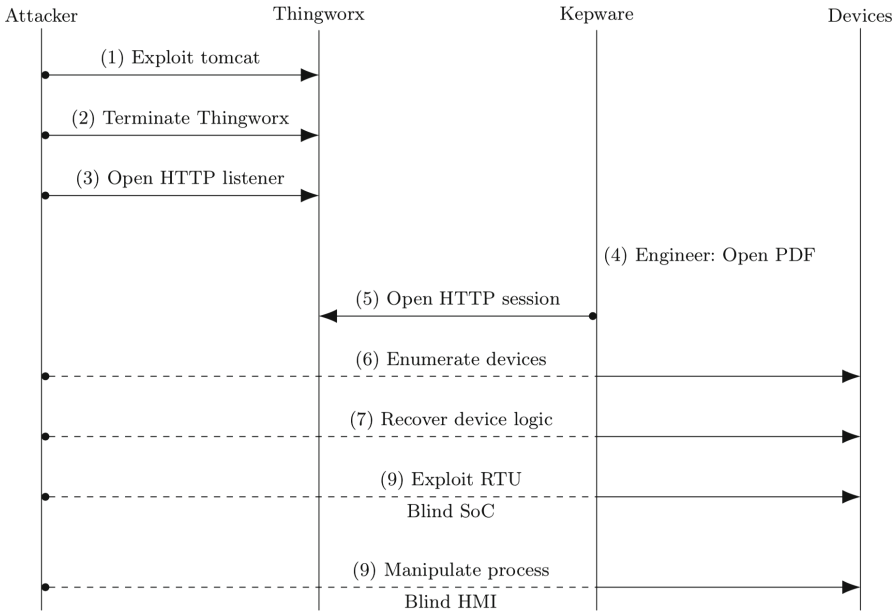 Attacker Thingworx Kepware Devices
(1) Exploit tomcat
(2) Terminate Thingworx
(3) Open HTTP listener
(4) Engineer: Open PDF
(5) Open HTTP session
(6) Enumerate devices
(7) Recover device logic
(9) Exploit RTU
Blind SoC
(9) Manipulate process
Blind HMI